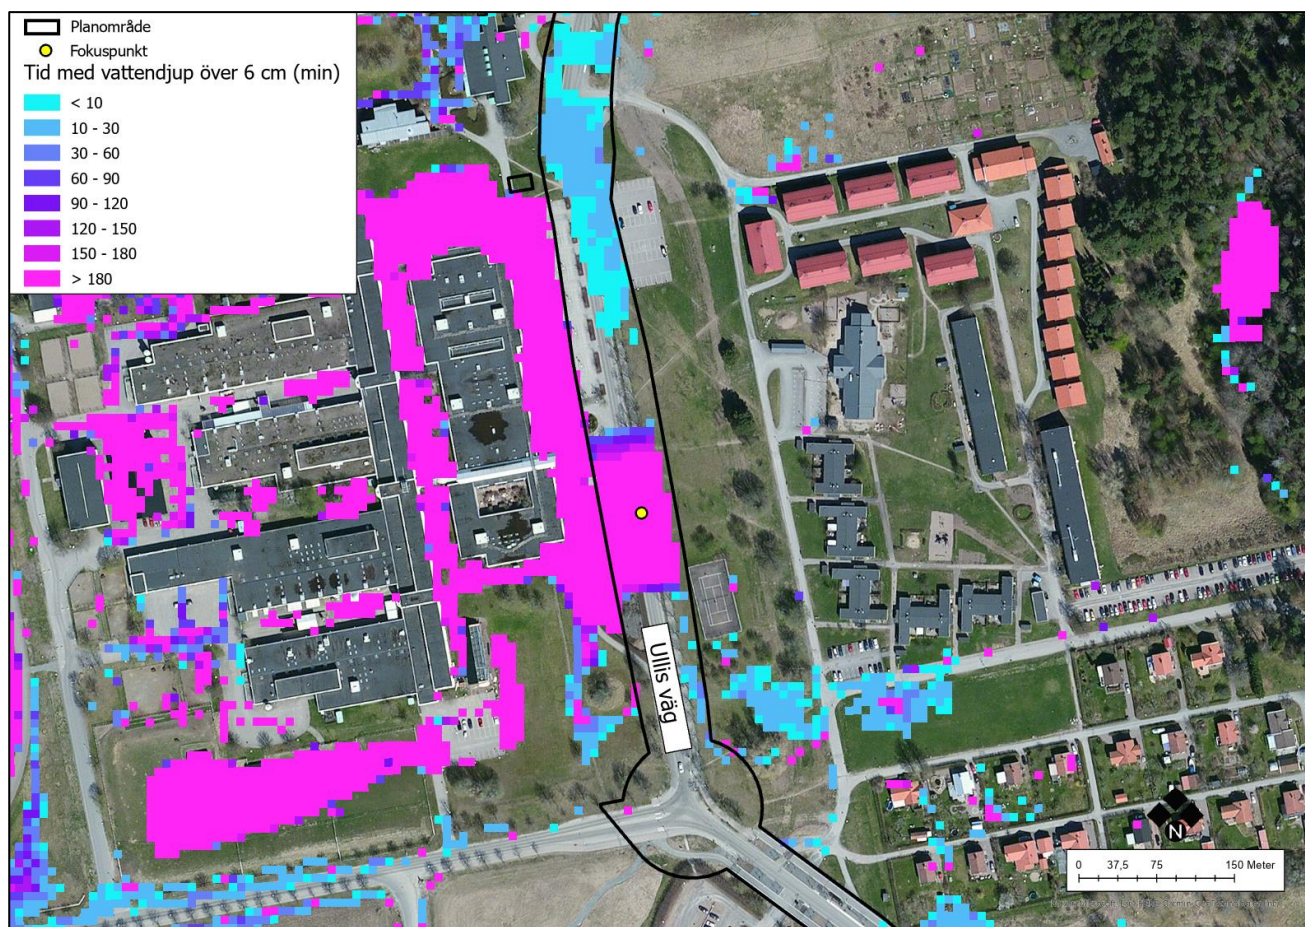 Planområde
Fokuspunkt
Tid med vattendjup över 6 cm (min)
< 10
10 - 30
30 - 60
60 - 90
90 - 120
120 - 150
150 - 180
> 180
Ullis väg
N
0 37,5 75 150 Meter